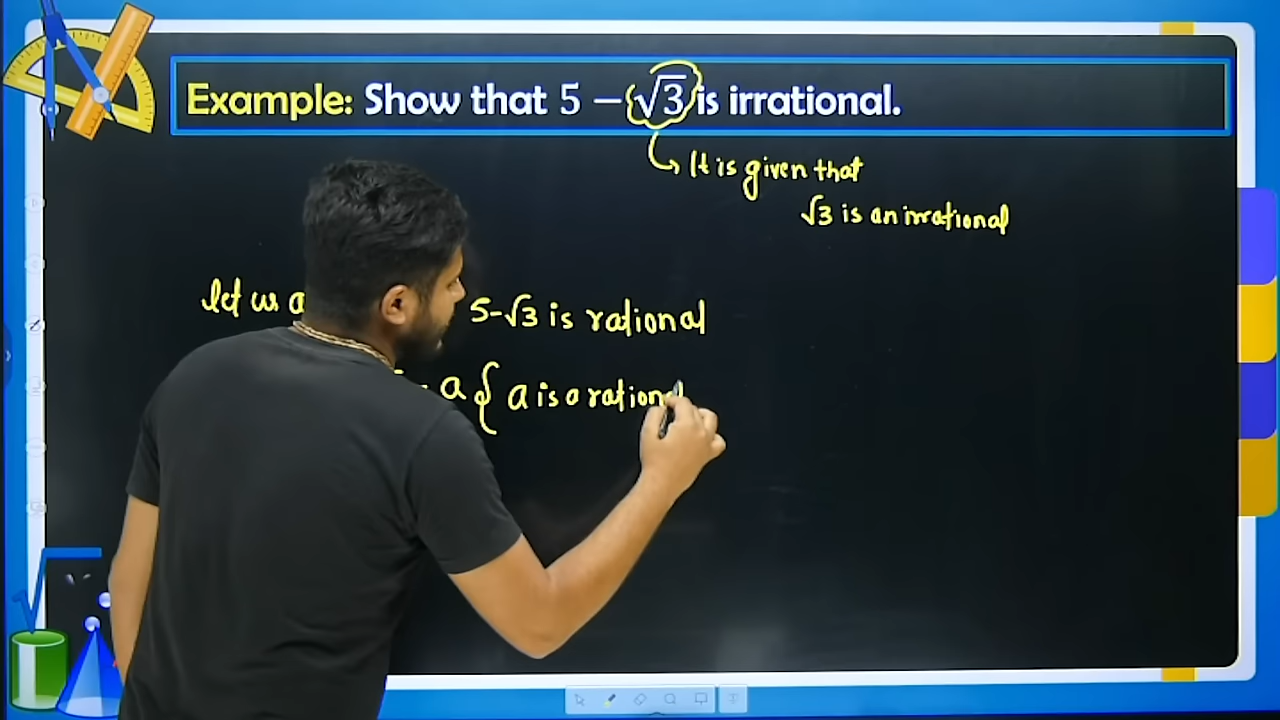 Example: Show that 5 − √3 is irrational.
It is given that
√3 is an irrational
let us a
5-√3 is rational
a { a is a rational